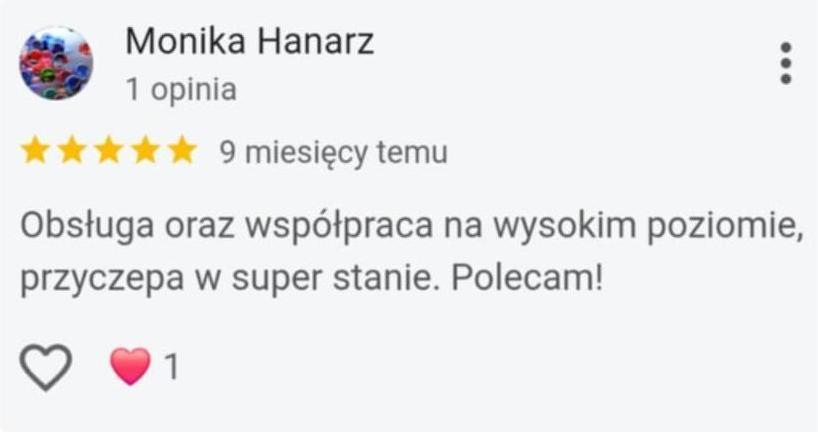 Monika Hanarz
1 opinia
9 miesięcy temu
Obsługa oraz współpraca na wysokim poziomie,
przyczepa w super stanie. Polecam!
1